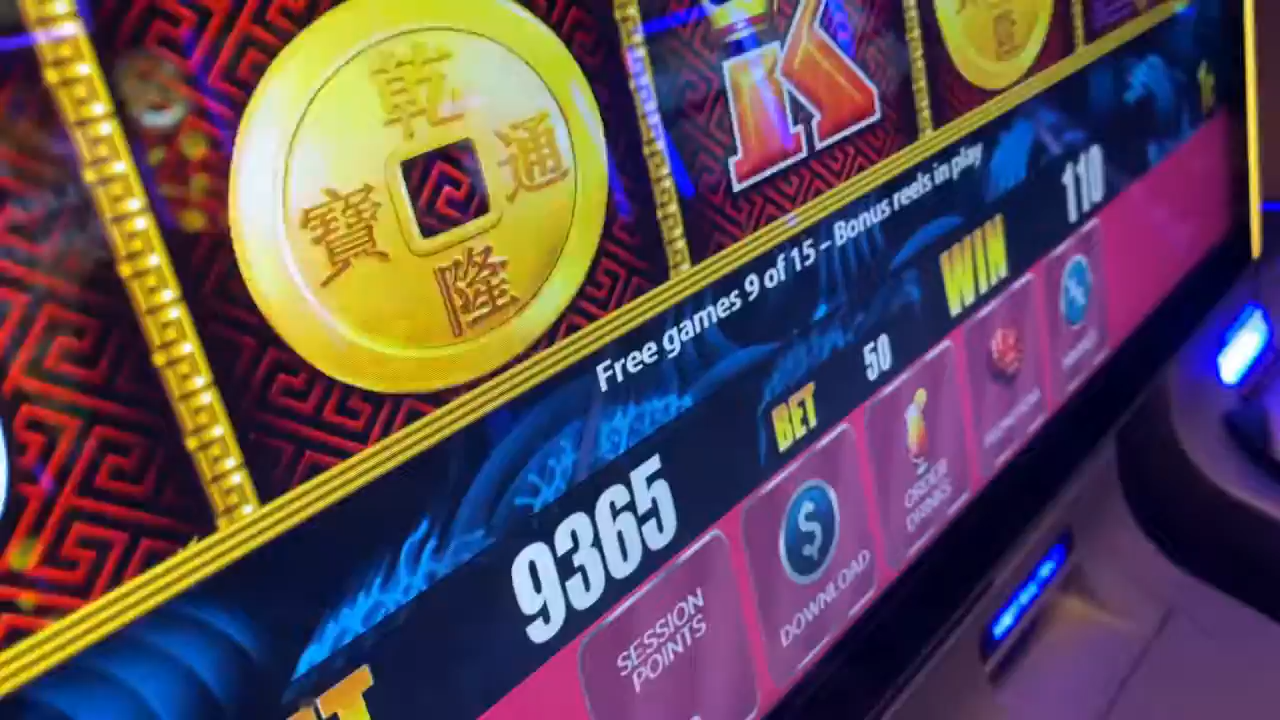 乾
通
寶
隆
K
Free games 9 of 15 – Bonus reels in play
WIN 110
BET 50
9365
SESSION
POINTS
DOWNLOAD
ORDER
DRINKS